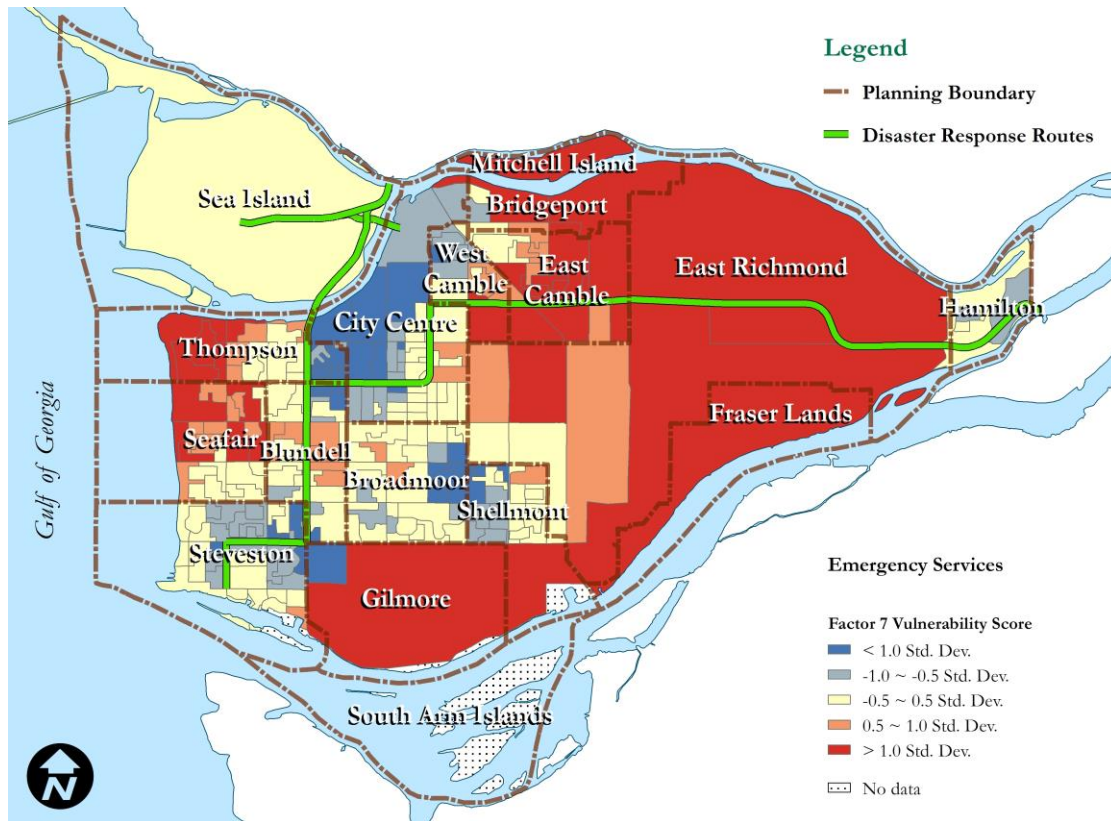 Legend
Planning Boundary
Disaster Response Routes
Mitchell Island
Sea Island
Bridgeport
West
Camble
East
Camble
East Richmond
Hamilton
City Centre
Thompson
Fraser Lands
Seafair
Blundell
Broadmoor
Shellmont
Gulf of Georgia
Steveston
Gilmore
South Arm Islands
Emergency Services
Factor 7 Vulnerability Score
< 1.0 Std. Dev.
-1.0 ~ -0.5 Std. Dev.
-0.5 ~ 0.5 Std. Dev.
0.5 ~ 1.0 Std. Dev.
> 1.0 Std. Dev.
No data
N